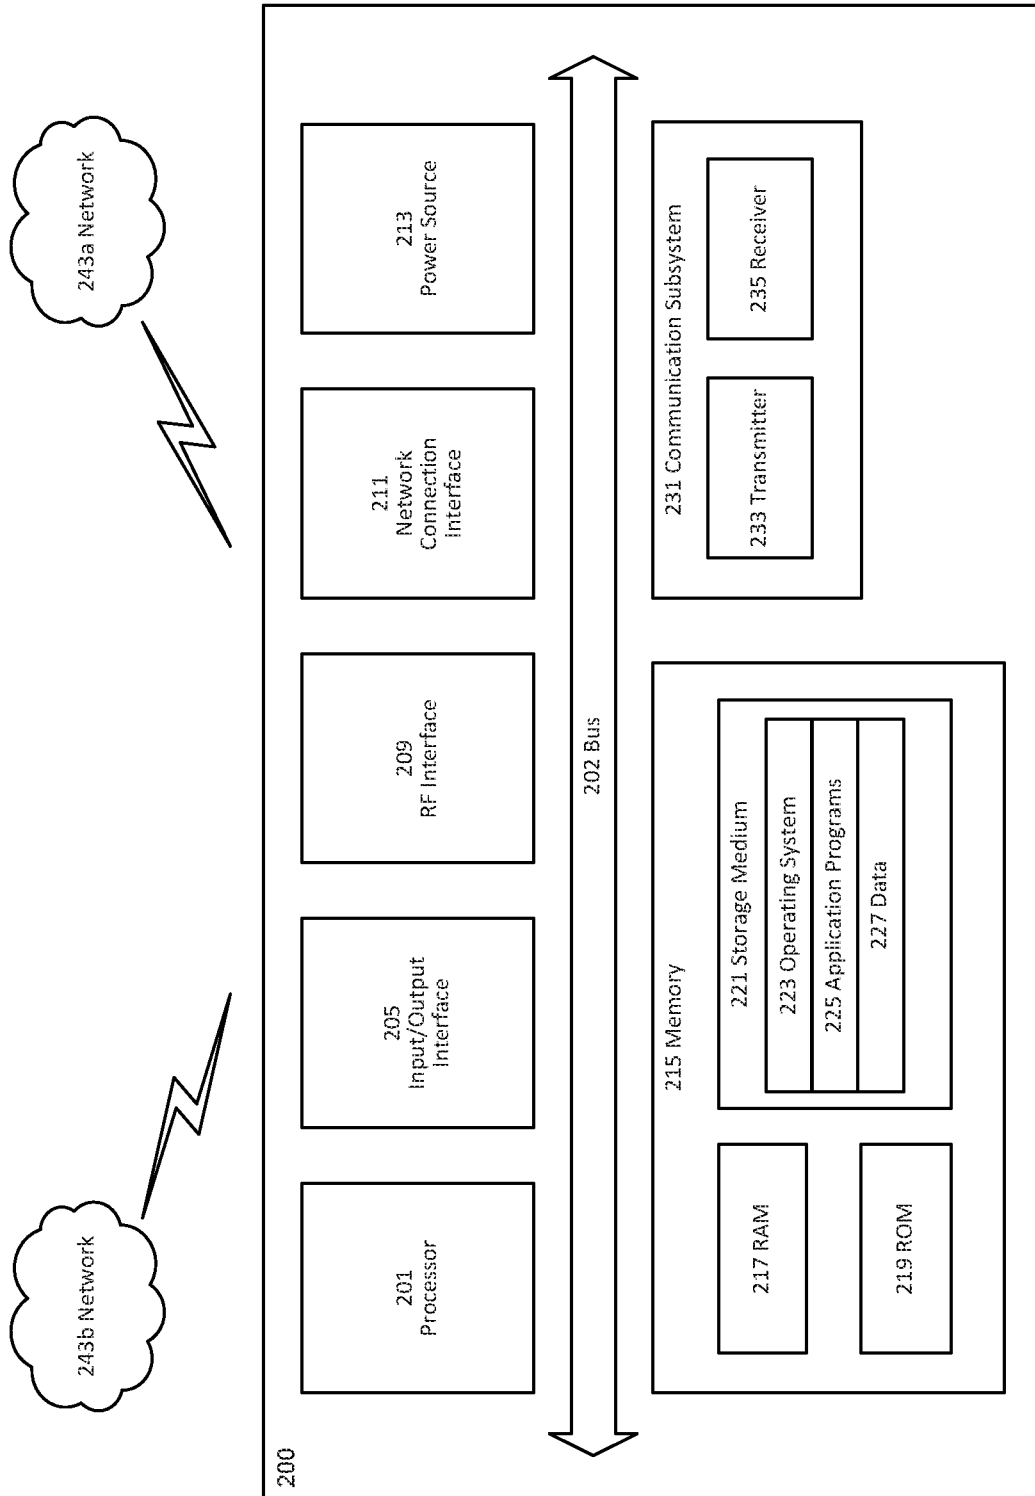 243b Network
243a Network
200
201
Processor
205
Input/Output
Interface
209
RF Interface
211
Network
Connection
Interface
213
Power Source
202 Bus
215 Memory
217 RAM
219 ROM
221 Storage Medium
223 Operating System
225 Application Programs
227 Data
231 Communication Subsystem
233 Transmitter
235 Receiver